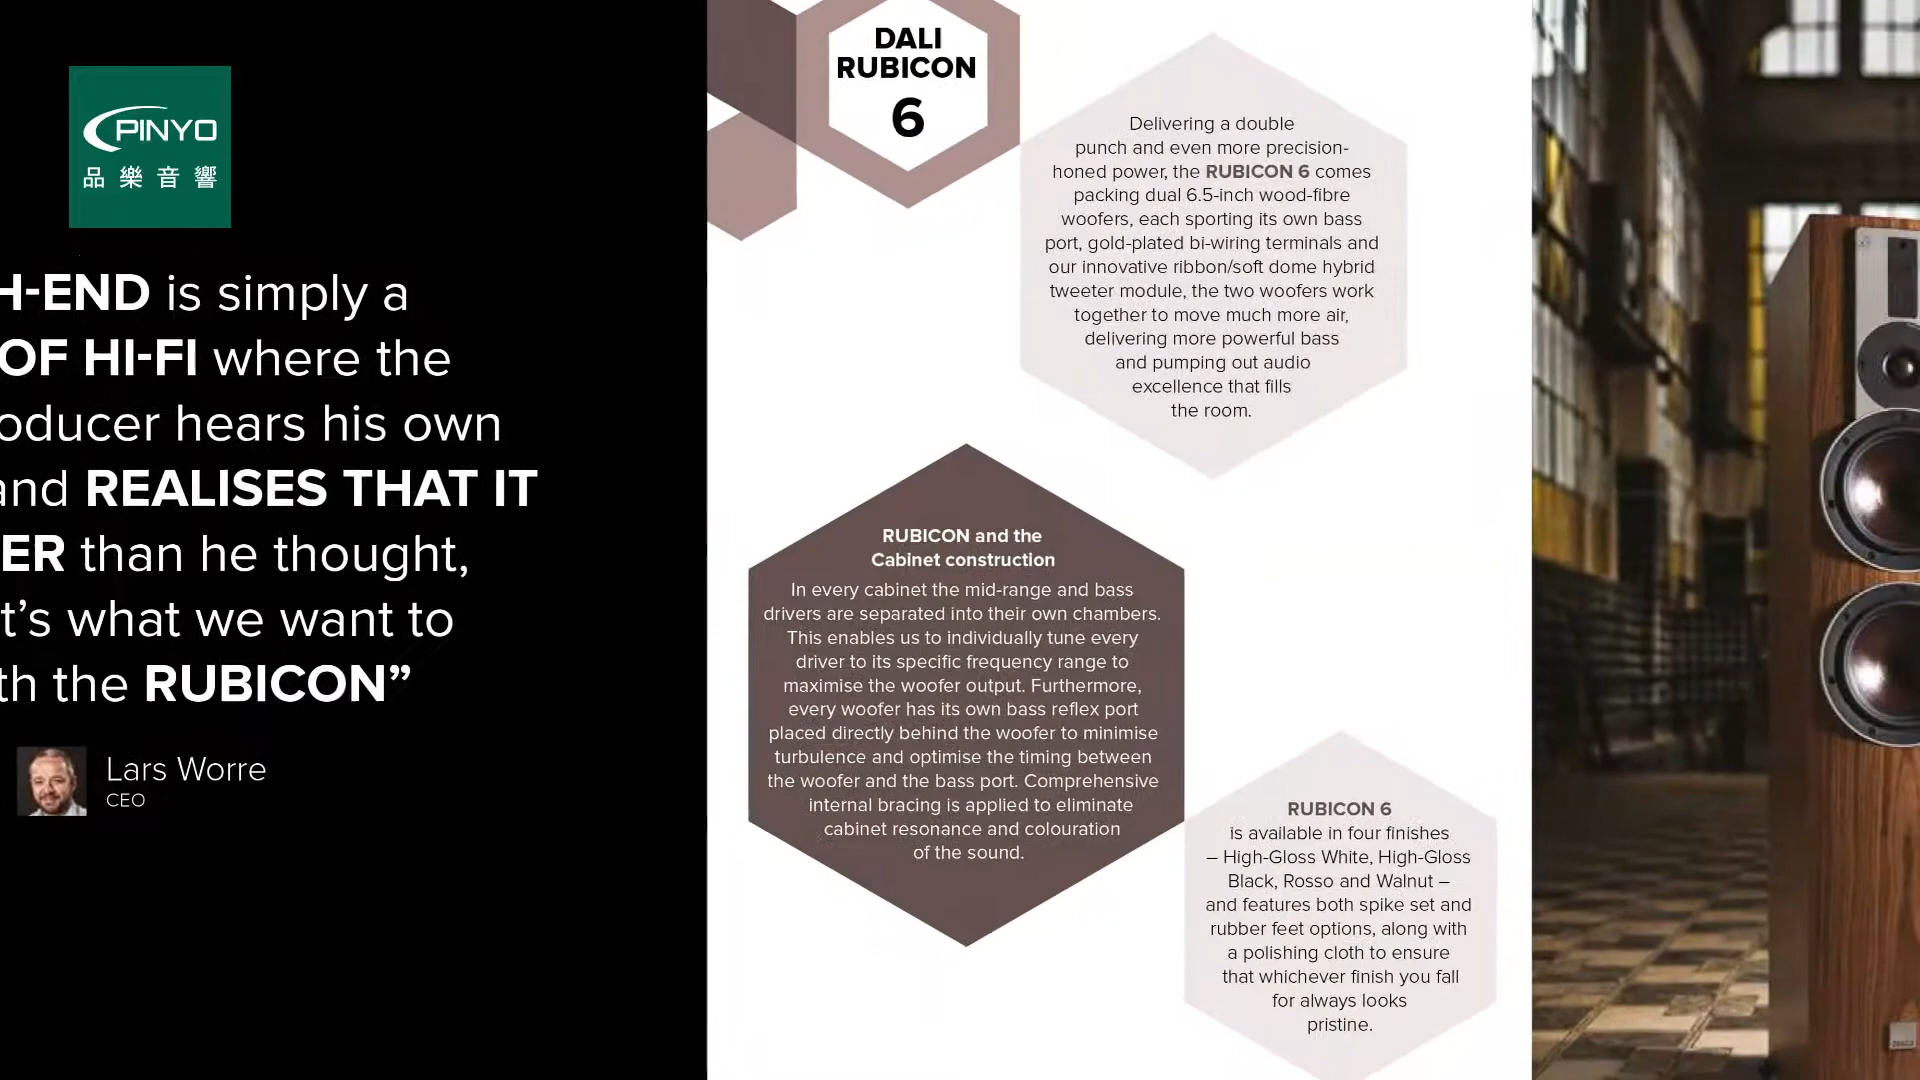 PINYO
品樂音響
H-END is simply a
OF HI-FI where the
oducer hears his own
and REALISES THAT IT
ER than he thought,
t’s what we want to
th the RUBICON”
Lars Worre
CEO
DALI
RUBICON
6
Delivering a double
punch and even more precision-
honed power, the RUBICON 6 comes
packing dual 6.5-inch wood-fibre
woofers, each sporting its own bass
port, gold-plated bi-wiring terminals and
our innovative ribbon/soft dome hybrid
tweeter module, the two woofers work
together to move much more air,
delivering more powerful bass
and pumping out audio
excellence that fills
the room.
RUBICON and the
Cabinet construction
In every cabinet the mid-range and bass
drivers are separated into their own chambers.
This enables us to individually tune every
driver to its specific frequency range to
maximise the woofer output. Furthermore,
every woofer has its own bass reflex port
placed directly behind the woofer to minimise
turbulence and optimise the timing between
the woofer and the bass port. Comprehensive
internal bracing is applied to eliminate
cabinet resonance and colouration
of the sound.
RUBICON 6
is available in four finishes
– High-Gloss White, High-Gloss
Black, Rosso and Walnut –
and features both spike set and
rubber feet options, along with
a polishing cloth to ensure
that whichever finish you fall
for always looks
pristine.